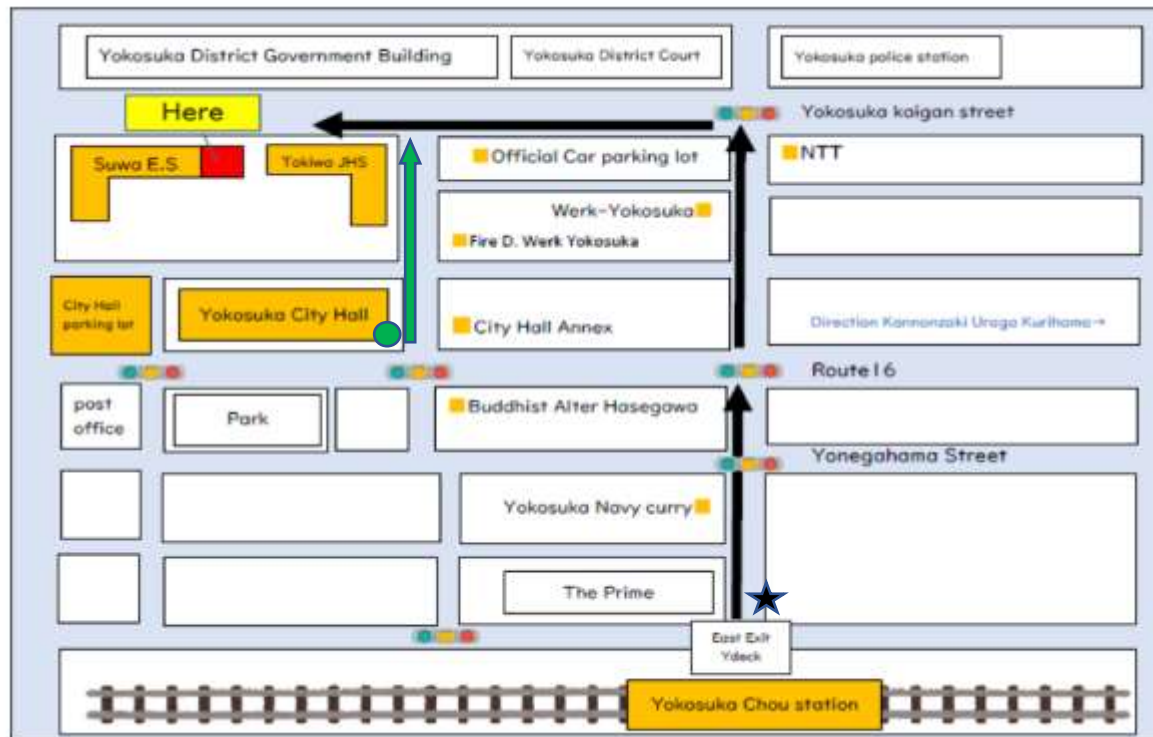 Yokosuka District Government Building
Yokosuka District Court
Yokosuka police station
Here
Yokosuka kaigan street
Suwa E.S
Tokiwa JHS
Official Car parking lot
NTT
Werk-Yokosuka
Fire D. Werk Yokosuka
City Hall
parking lot
Yokosuka City Hall
City Hall Annex
Direction Kannonzaki Uraga Kurihama→
Route16
post
office
Park
Buddhist Alter Hasegawa
Yonegahama Street
Yokosuka Navy curry
The Prime
East Exit
Ydeck
Yokosuka Chou station